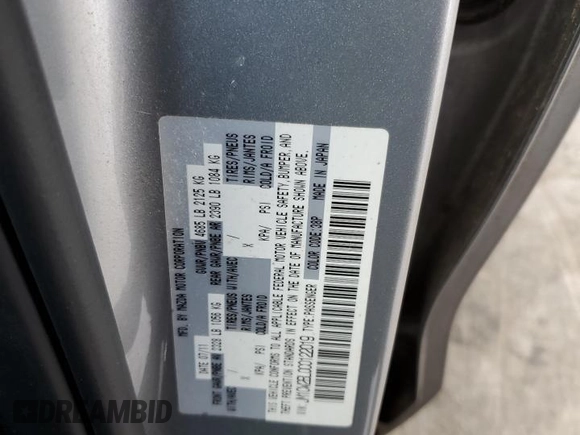 MFD. BY MAZDA MOTOR CORPORATION
DATE 07/11 GVWR/PNBV 4685 LB 2125 KG
FRONT GAWR/PNBE AV 2328 LB 1056 KG REAR GAWR/PNBE AR 2390 LB 1084 KG
WITH/AVEC TIRES/PNEUS WITH/AVEC TIRES/PNEUS
X RIMS/JANTES X RIMS/JANTES
KPA/ PSI COLD/A FROID KPA/ PSI COLD/A FROID
THIS VEHICLE CONFORMS TO ALL APPLICABLE FEDERAL MOTOR VEHICLE SAFETY, BUMPER, AND
THEFT PREVENTION STANDARDS IN EFFECT ON THE DATE OF MANUFACTURE SHOWN ABOVE.
TYPE:PASSENGER COLOR CODE:38P MADE IN JAPAN
DREAMBID